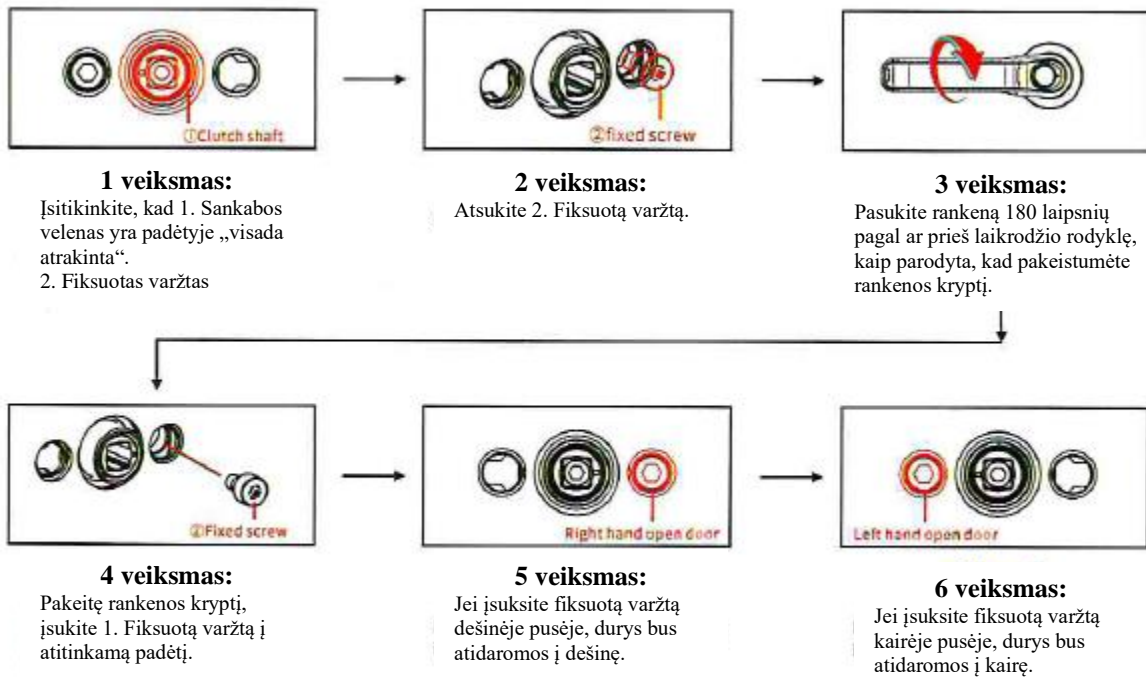 ①Clutch shaft
②fixed screw
1 veiksmas:
Įsitikinkite, kad 1. Sankabos
velenas yra padėtyje „visada
atrakinta“.
2. Fiksuotas varžtas
2 veiksmas:
Atsukite 2. Fiksuotą varžtą.
3 veiksmas:
Pasukite rankeną 180 laipsnių
pagal ar prieš laikrodžio rodyklę,
kaip parodyta, kad pakeistumėte
rankenos kryptį.
②Fixed screw
Right hand open door
Left hand open door
4 veiksmas:
Pakeitę rankenos kryptį,
įsukite 1. Fiksuotą varžtą į
atitinkamą padėtį.
5 veiksmas:
Jei įsuksite fiksuotą varžtą
dešinėje pusėje, durys bus
atidaromos į dešinę.
6 veiksmas:
Jei įsuksite fiksuotą varžtą
kairėje pusėje, durys bus
atidaromos į kairę.